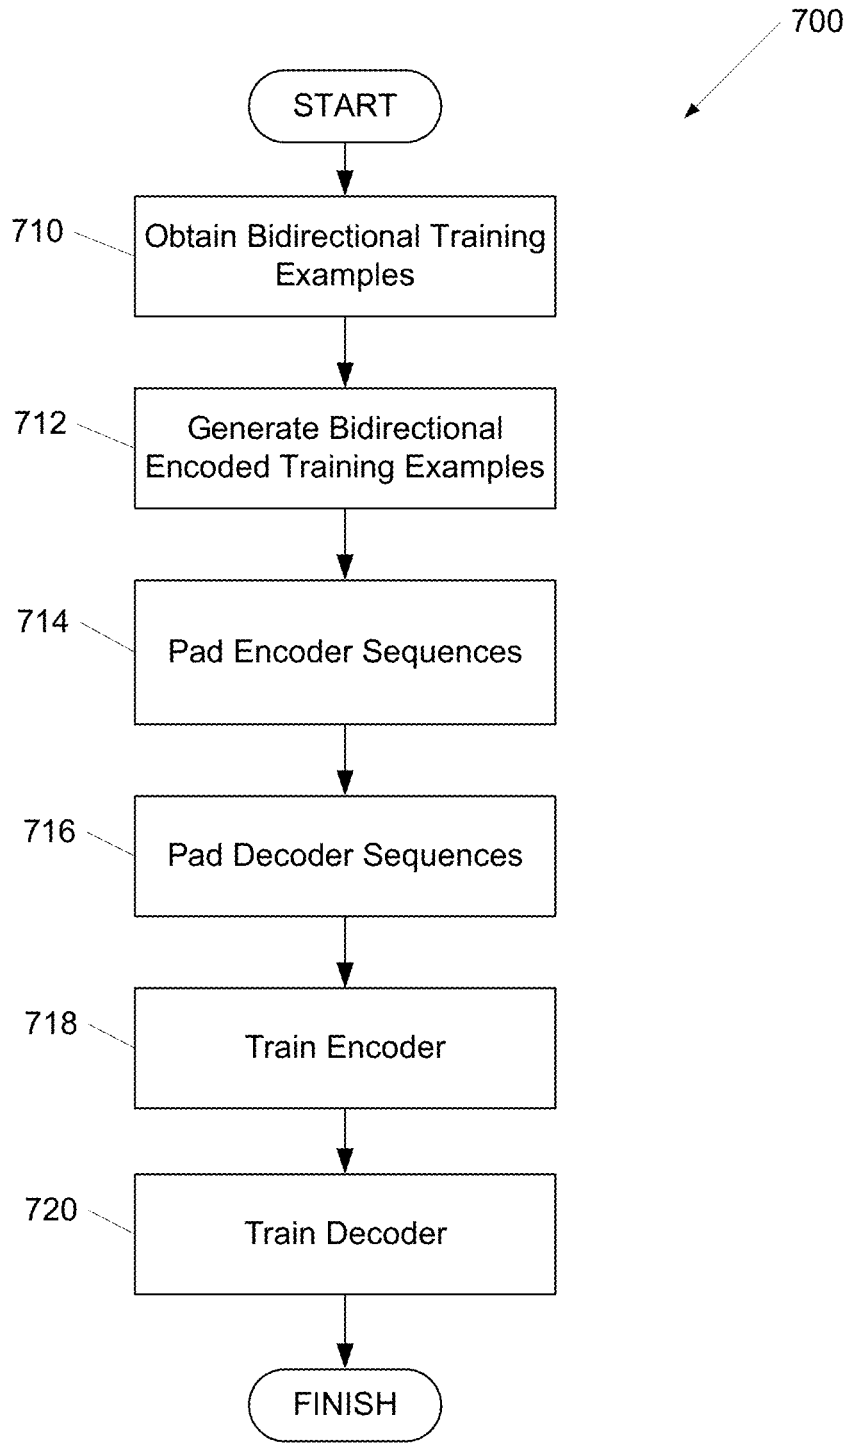 700
START
710
Obtain Bidirectional Training
Examples
712
Generate Bidirectional
Encoded Training Examples
714
Pad Encoder Sequences
716
Pad Decoder Sequences
718
Train Encoder
720
Train Decoder
FINISH